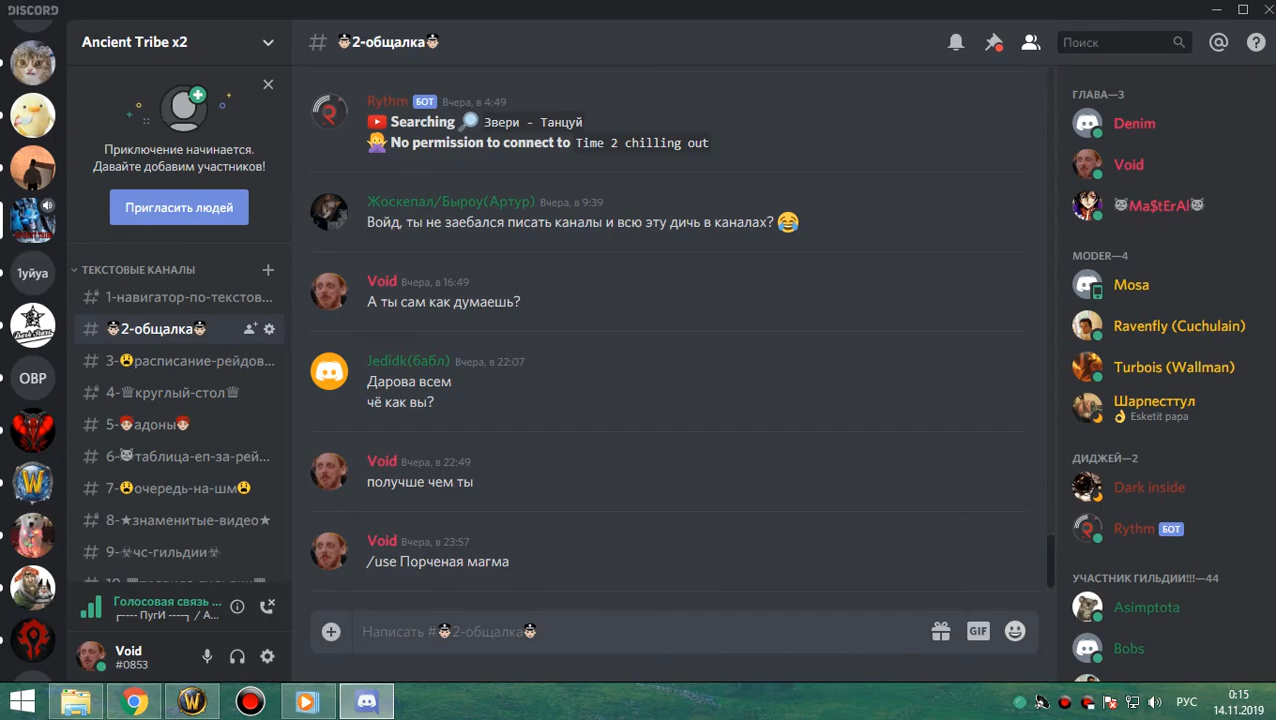 DISCORD
Ancient Tribe x2
Приключение начинается.
Давайте добавим участников!
Пригласить людей
ТЕКСТОВЫЕ КАНАЛЫ
1-навигатор-по-текстов...
2-общалка
3-😩расписание-рейдов...
4-♕круглый-стол♕
5-адоны
6-таблица-еп-за-рей...
7-😩очередь-на-шм😩
8-★знаменитые-видео★
9-☣чс-гильдии☣
Голосовая связь ...
┌---- ПугИ ----┐ / А...
Void
#0853
1уйуа
ОВР
2-общалка
Поиск
Rythm БОТ Вчера, в 4:49
Searching 🔎 Звери - Танцуй
No permission to connect to Time 2 chilling out
Жоскепал/Быроу(Артур) Вчера, в 9:39
Войд, ты не заебался писать каналы и всю эту дичь в каналах? 😂
Void Вчера, в 16:49
А ты сам как думаешь?
Jedidk(бабл) Вчера, в 22:07
Дарова всем
чё как вы?
Void Вчера, в 22:49
получше чем ты
Void Вчера, в 23:57
/use Порченая магма
Написать #2-общалка
GIF
ГЛАВА—3
Denim
Void
Ma$tErAl
MODER—4
Mosa
Ravenfly (Cuchulain)
Turbois (Wallman)
Шарпесттул
👌 Esketit papa
ДИДЖЕЙ—2
Dark inside
Rythm БОТ
УЧАСТНИК ГИЛЬДИИ!!!—44
Asimptota
Bobs
РУС
0:15
14.11.2019